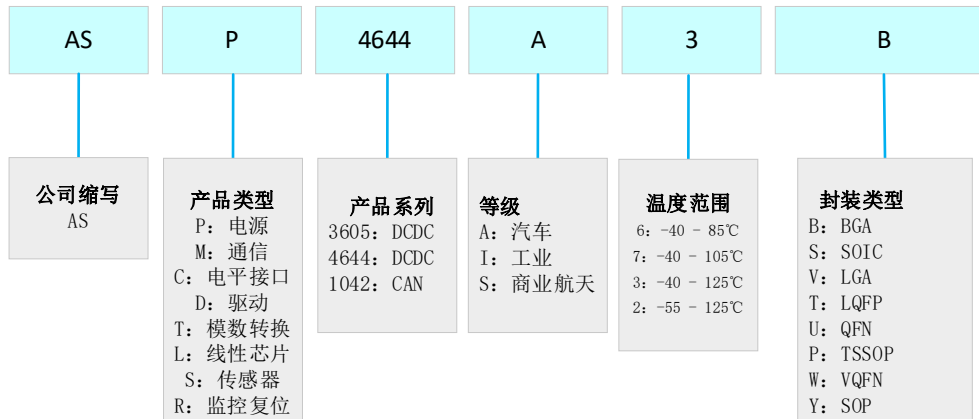 AS
P
4644
A
3
B
公司缩写
AS
产品类型
P: 电源
M: 通信
C: 电平接口
D: 驱动
T: 模数转换
L: 线性芯片
S: 传感器
R: 监控复位
产品系列
3605: DCDC
4644: DCDC
1042: CAN
等级
A: 汽车
I: 工业
S: 商业航天
温度范围
6: -40 - 85℃
7: -40 - 105℃
3: -40 - 125℃
2: -55 - 125℃
封装类型
B: BGA
S: SOIC
V: LGA
T: LQFP
U: QFN
P: TSSOP
W: VQFN
Y: SOP